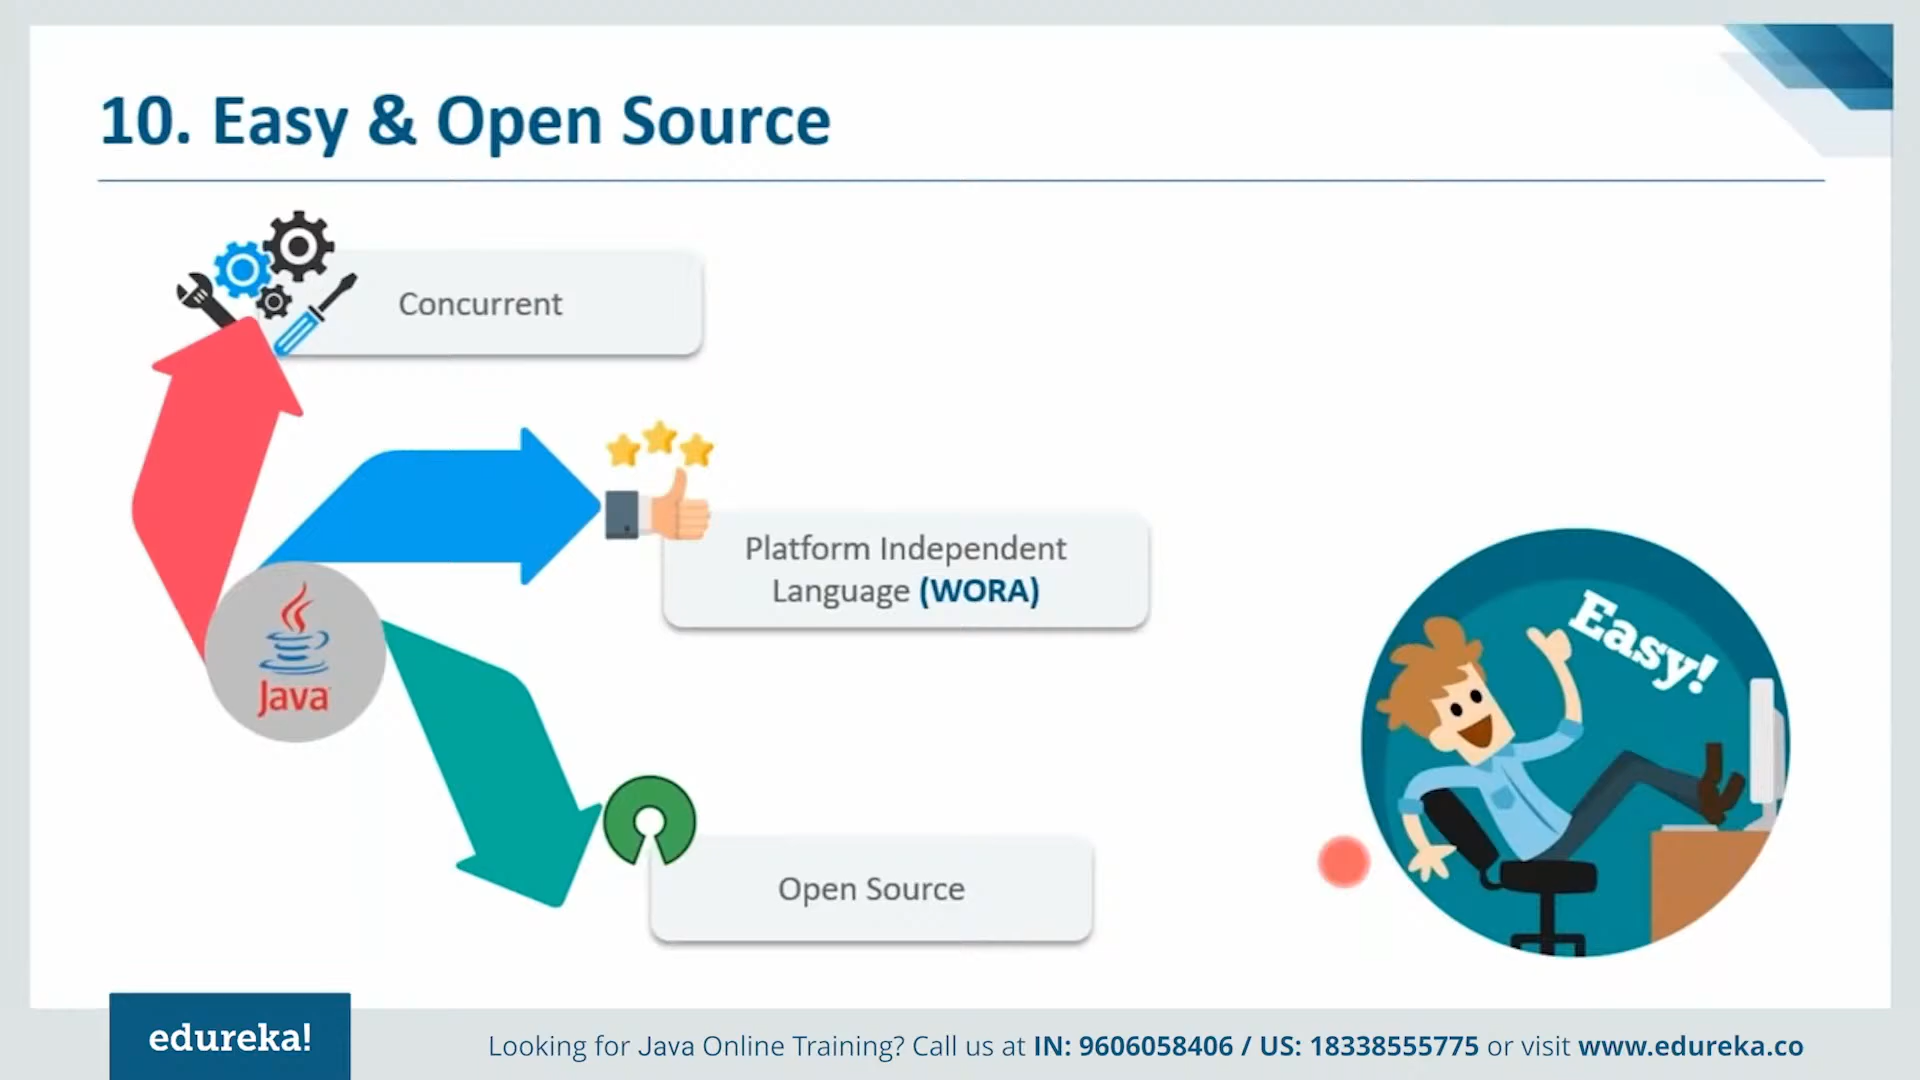 10. Easy & Open Source
Concurrent
Platform Independent
Language (WORA)
Java
Easy!
Open Source
edureka!
Looking for Java Online Training? Call us at IN: 9606058406 / US: 18338555775 or visit www.edureka.co